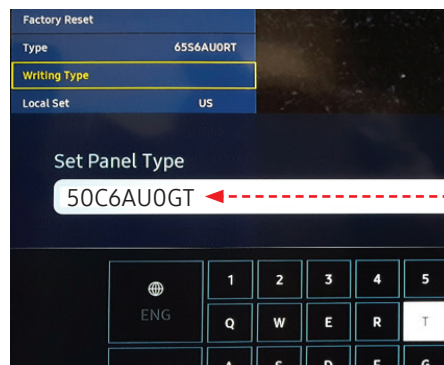 Factory Reset
Type 65S6AU0RT
Writing Type
Local Set US
Set Panel Type
50C6AU0GT
1 2 3 4 5
ENG
Q W E R T